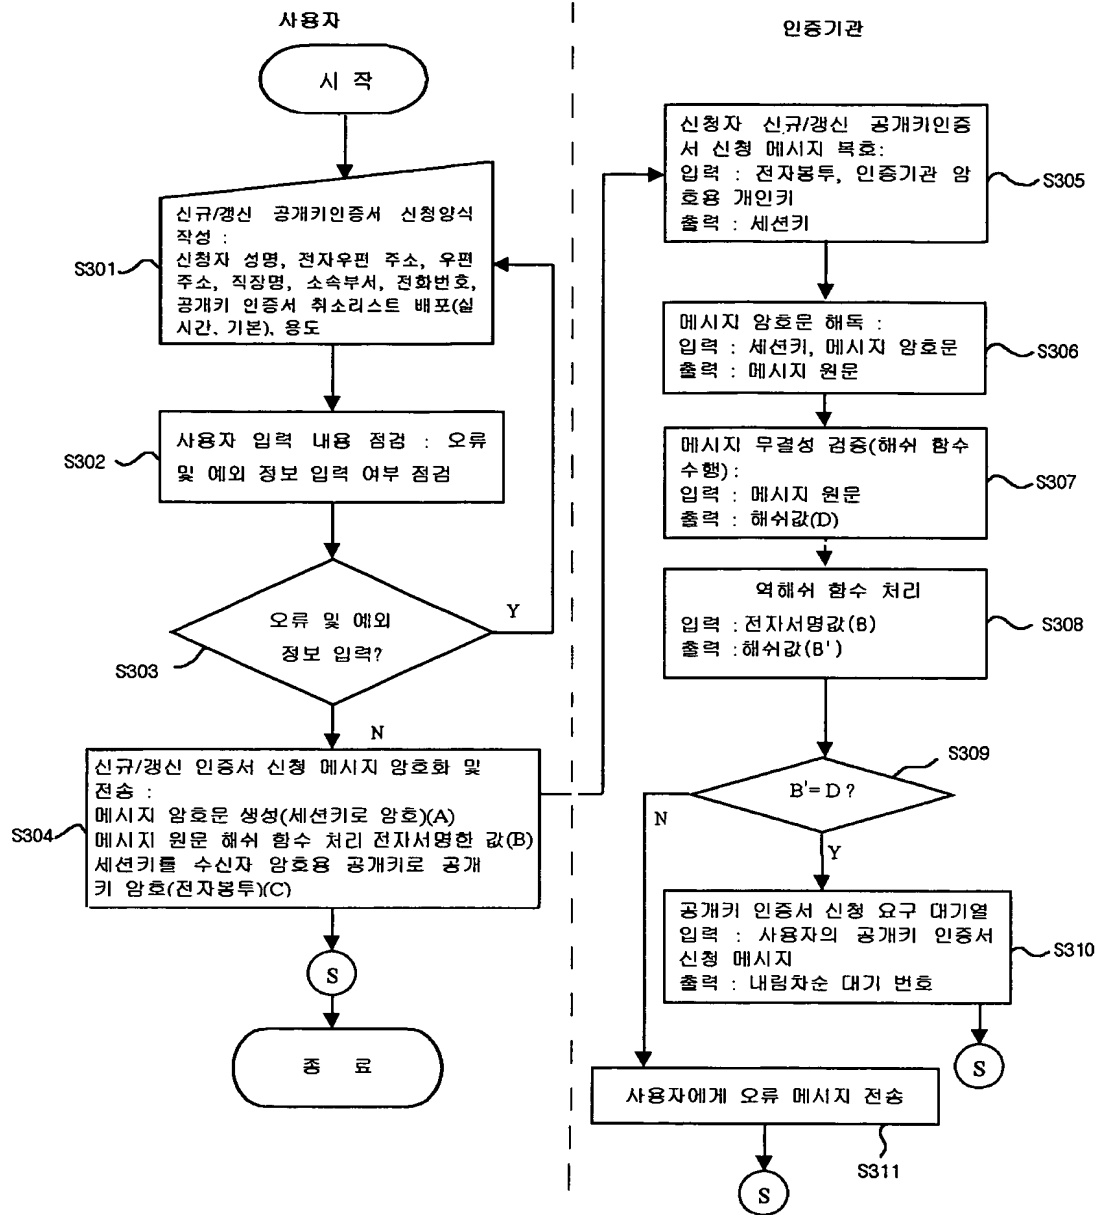 사용자
시 작
신규/갱신 공개키인증서 신청양식
작성 :
신청자 성명, 전자우편 주소, 우편
주소, 직장명, 소속부서, 전화번호,
공개키 인증서 취소리스트 배포(실
시간, 기본), 용도
S301
사용자 입력 내용 점검 : 오류
및 예외 정보 입력 여부 점검
S302
오류 및 예외
정보 입력?
Y
S303
N
신규/갱신 인증서 신청 메시지 암호화 및
전송 :
메시지 암호문 생성(세션키로 암호)(A)
메시지 원문 해쉬 함수 처리 전자서명한 값(B)
세션키를 수신자 암호용 공개키로 공개
키 암호(전자봉투)(C)
S304
S
종 료
인증기관
신청자 신규/갱신 공개키인증
서 신청 메시지 복호:
입력 : 전자봉투, 인증기관 암
호용 개인키
출력 : 세션키
S305
메시지 암호문 해독 :
입력 : 세션키, 메시지 암호문
출력 : 메시지 원문
S306
메시지 무결성 검증(해쉬 함수
수행) :
입력 : 메시지 원문
출력 : 해쉬값(D)
S307
역해쉬 함수 처리
입력 : 전자서명값(B)
출력 : 해쉬값(B')
S308
S309
B'= D ?
N
Y
공개키 인증서 신청 요구 대기열
입력 : 사용자의 공개키 인증서
신청 메시지
출력 : 내림차순 대기 번호
S310
S
사용자에게 오류 메시지 전송
S311
S